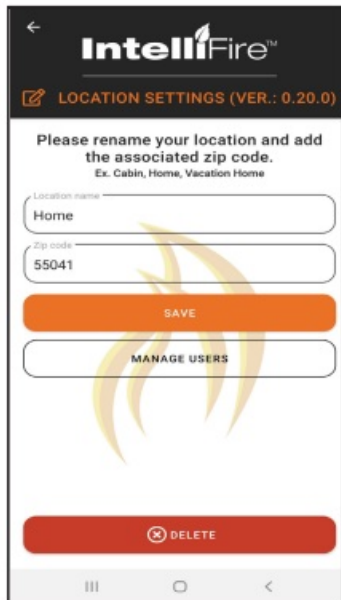 IntelliFire™
LOCATION SETTINGS (VER.: 0.20.0)
Please rename your location and add
the associated zip code.
Ex. Cabin, Home, Vacation Home
Location name
Home
Zip code
55041
SAVE
MANAGE USERS
DELETE